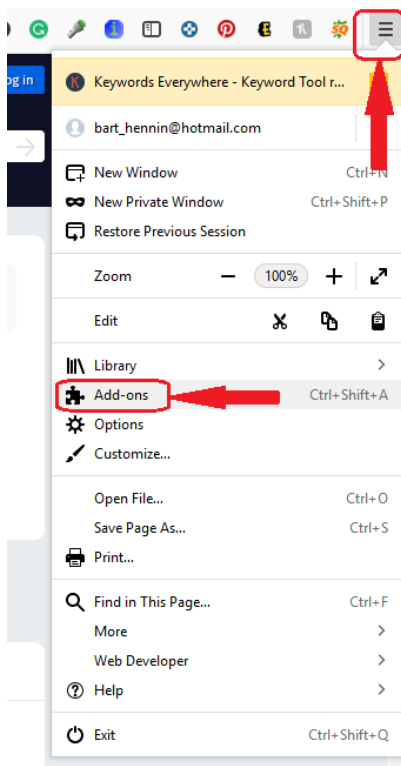 og in
Keywords Everywhere - Keyword Tool r...
bart_hennin@hotmail.com
New Window Ctrl+N
New Private Window Ctrl+Shift+P
Restore Previous Session
Zoom 100%
Edit
Library
Add-ons Ctrl+Shift+A
Options
Customize...
Open File... Ctrl+O
Save Page As... Ctrl+S
Print...
Find in This Page... Ctrl+F
More
Web Developer
Help
Exit Ctrl+Shift+Q